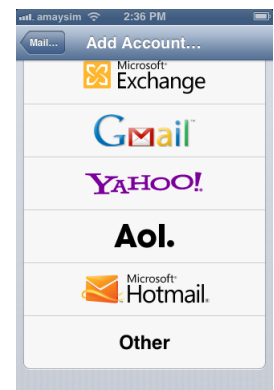 amaysim 2:36 PM
Mail... Add Account...
Microsoft
Exchange
Gmail
YAHOO!
Aol.
Microsoft
Hotmail
Other